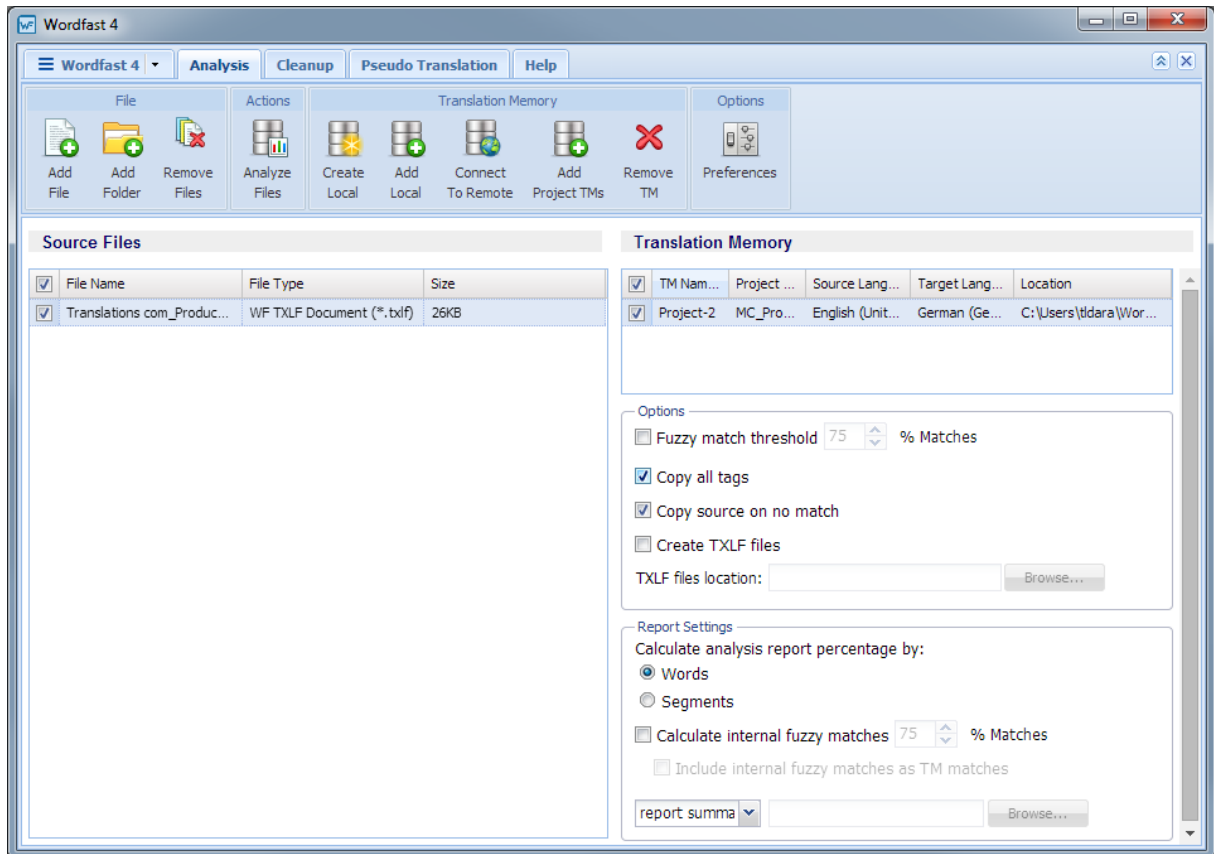 WF Wordfast 4
Wordfast 4 Analysis Cleanup Pseudo Translation Help
File Actions Translation Memory Options
Add File
Add Folder
Remove Files
Analyze Files
Create Local
Add Local
Connect To Remote
Add Project TMs
Remove TM
Preferences
Source Files
File Name File Type Size
Translations com_Produc... WF TXLF Document (*.txlf) 26KB
Translation Memory
TM Nam... Project ... Source Lang... Target Lang... Location
Project-2 MC_Pro... English (Unit... German (Ge... C:\Users\tldara\Wor...
Options
Fuzzy match threshold 75 % Matches
Copy all tags
Copy source on no match
Create TXLF files
TXLF files location: Browse...
Report Settings
Calculate analysis report percentage by:
Words
Segments
Calculate internal fuzzy matches 75 % Matches
Include internal fuzzy matches as TM matches
report summa Browse...